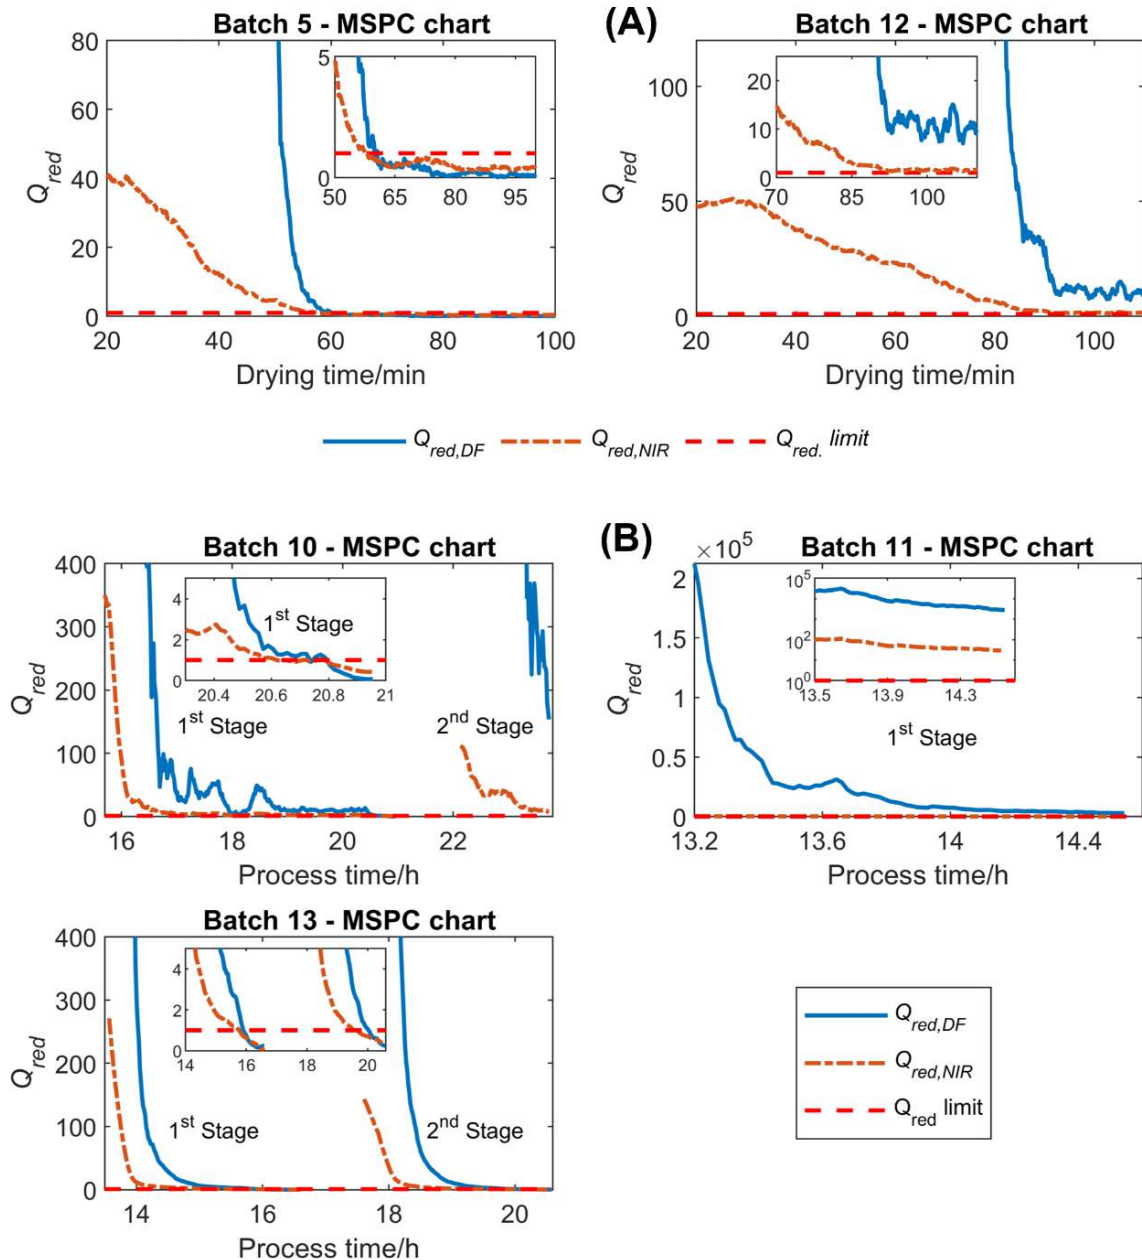 Batch 5 - MSPC chart
(A)
Batch 12 - MSPC chart
80
60
40
20
0
Q_red
5
0
50 65 80 95
20 40 60 80 100
Drying time/min
100
50
0
Q_red
20
10
0
70 85 100
20 40 60 80 100
Drying time/min
Q_red,DF Q_red,NIR Q_red. limit
(B)
Batch 10 - MSPC chart
400
300
200
100
0
Q_red
4
2
0
1st Stage
20.4 20.6 20.8 21
1st Stage
2nd Stage
16 18 20 22
Process time/h
×10^5
Batch 11 - MSPC chart
2
1.5
1
0.5
0
Q_red
10^5
10^2
10^0
13.5 13.9 14.3
1st Stage
13.2 13.6 14 14.4
Process time/h
Batch 13 - MSPC chart
400
300
200
100
0
Q_red
4
2
0
14 16 18 20
1st Stage
2nd Stage
14 16 18 20
Process time/h
Q_red,DF
Q_red,NIR
Q_red limit